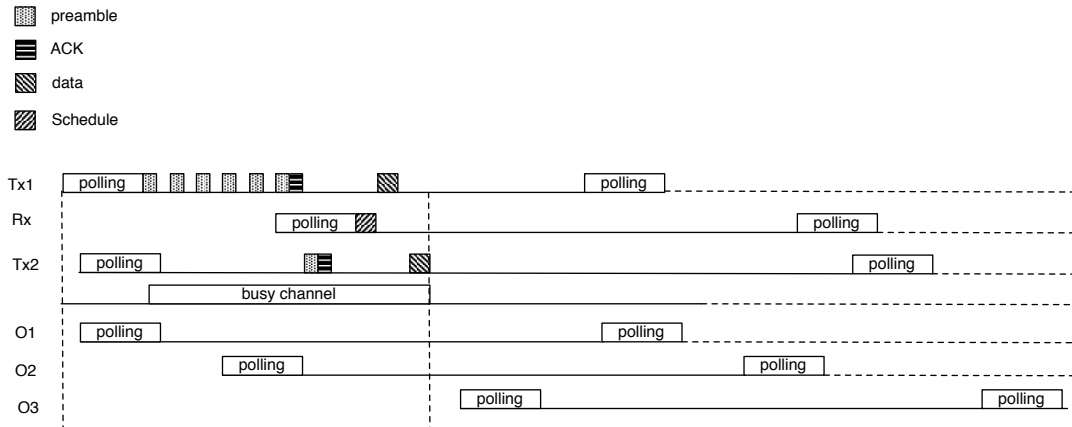 preamble
ACK
data
Schedule
Tx1 polling polling
Rx polling polling
Tx2 polling polling
busy channel
O1 polling polling
O2 polling polling
O3 polling polling